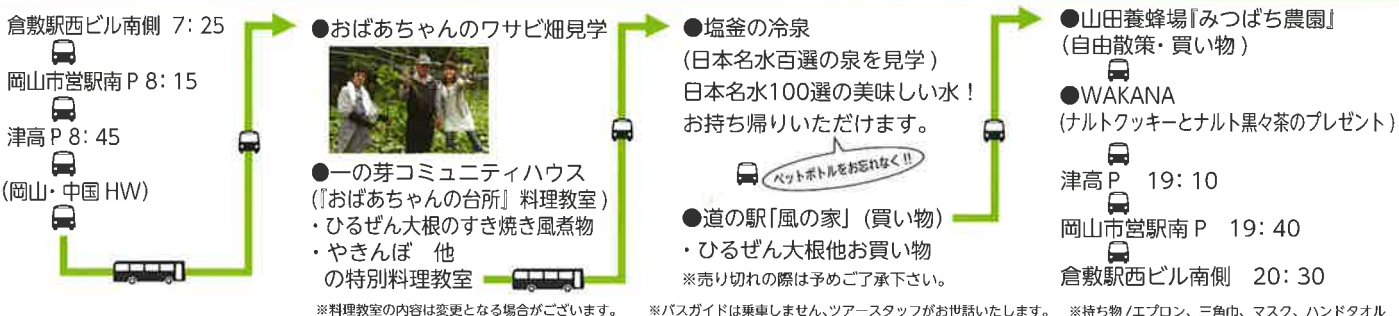 倉敷駅西ビル南側 7:25
岡山市営駅南P 8:15
津高P 8:45
(岡山・中国HW)
●おばあちゃんのワサビ畑見学
●一の芽コミュニティハウス
(『おばあちゃんの台所』料理教室)
・ひるぜん大根のすき焼き風煮物
・やきんぼ 他
の特別料理教室
●塩釜の冷泉
(日本名水百選の泉を見学)
日本名水100選の美味しい水！
お持ち帰りいただけます。
ペットボトルをお忘れなく!!
●道の駅「風の家」(買い物)
・ひるぜん大根他お買い物
※売り切れの際は予めご了承下さい。
●山田養蜂場『みつばち農園』
(自由散策・買い物)
●WAKANA
(ナルトクッキーとナルト黒々茶のプレゼント)
津高P 19:10
岡山市営駅南P 19:40
倉敷駅西ビル南側 20:30
※料理教室の内容は変更となる場合がございます。 ※バスガイドは乗車しません、ツアースタッフがお世話いたします。 ※持ち物/エプロン、三角巾、マスク、ハンドタオル